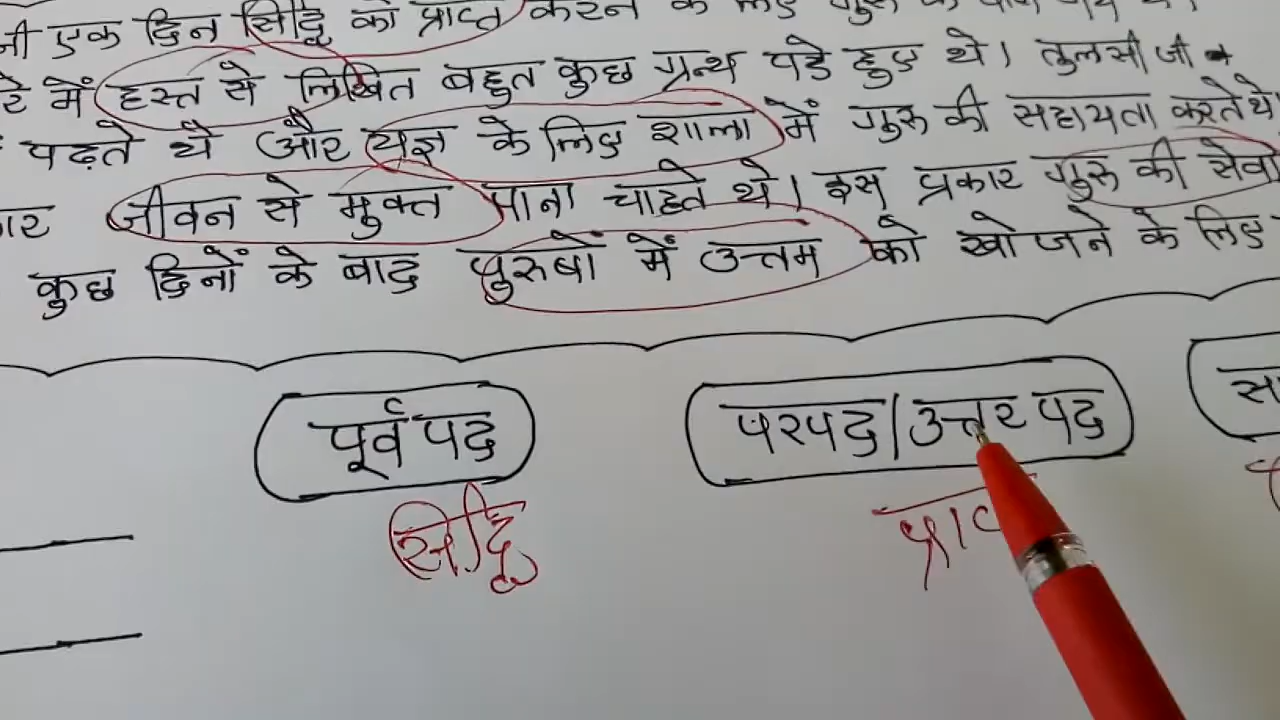 एक दिन सिद्धि को प्राप्त करने के लिए गुरु के
में हस्त से लिखित बहुत कुछ ग्रन्थ पडे हुए थे। तुलसी जी
पढ़ते थे और यज्ञ के लिए शाला में गुरु की सहायता करते थे
जीवन से मुक्त पाना चाहते थे। इस प्रकार गुरु की सेवा
कुछ दिनों के बाद पुरुषों में उत्तम को खोजने के लिए
पूर्व पद परपद/उत्तर पद
सिद्धि